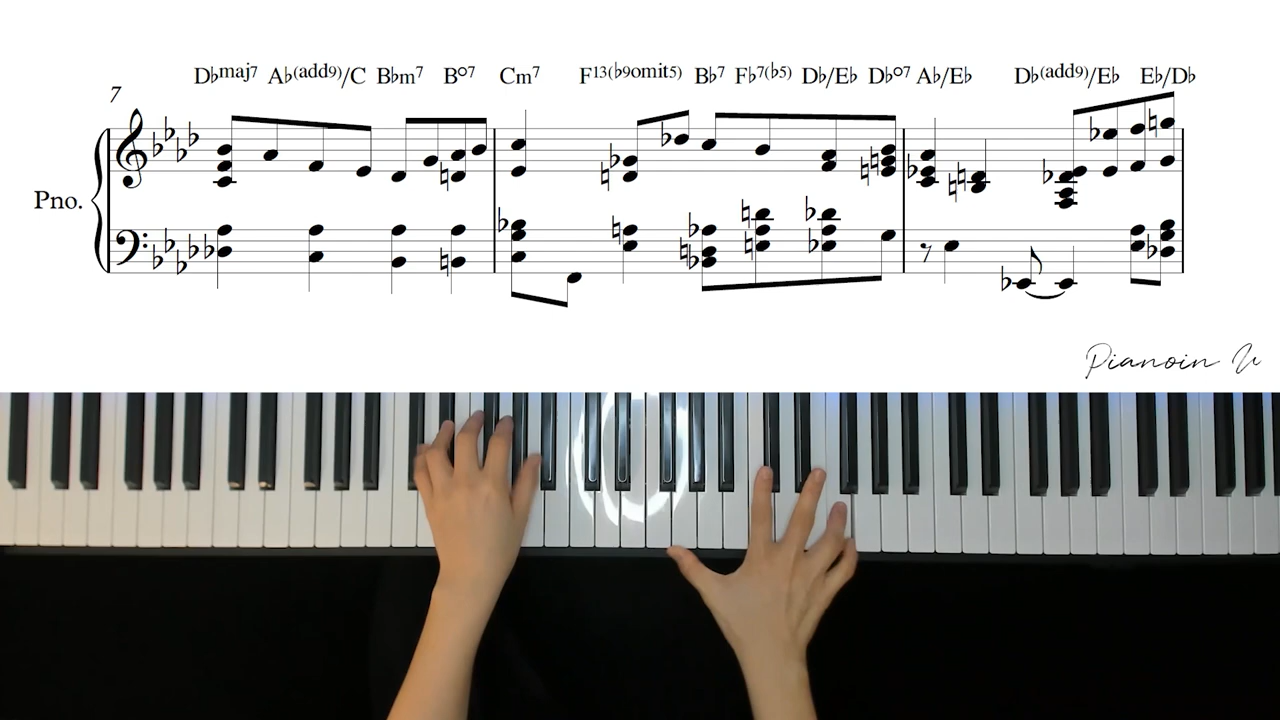 D♭maj7 A♭(add9)/C B♭m7 B°7 Cm7 F13(♭9omit5) B♭7 F♭7(♭5) D♭/E♭ D♭°7 A♭/E♭ D♭(add9)/E♭ E♭/D♭
7
Pno.
Pianoin U